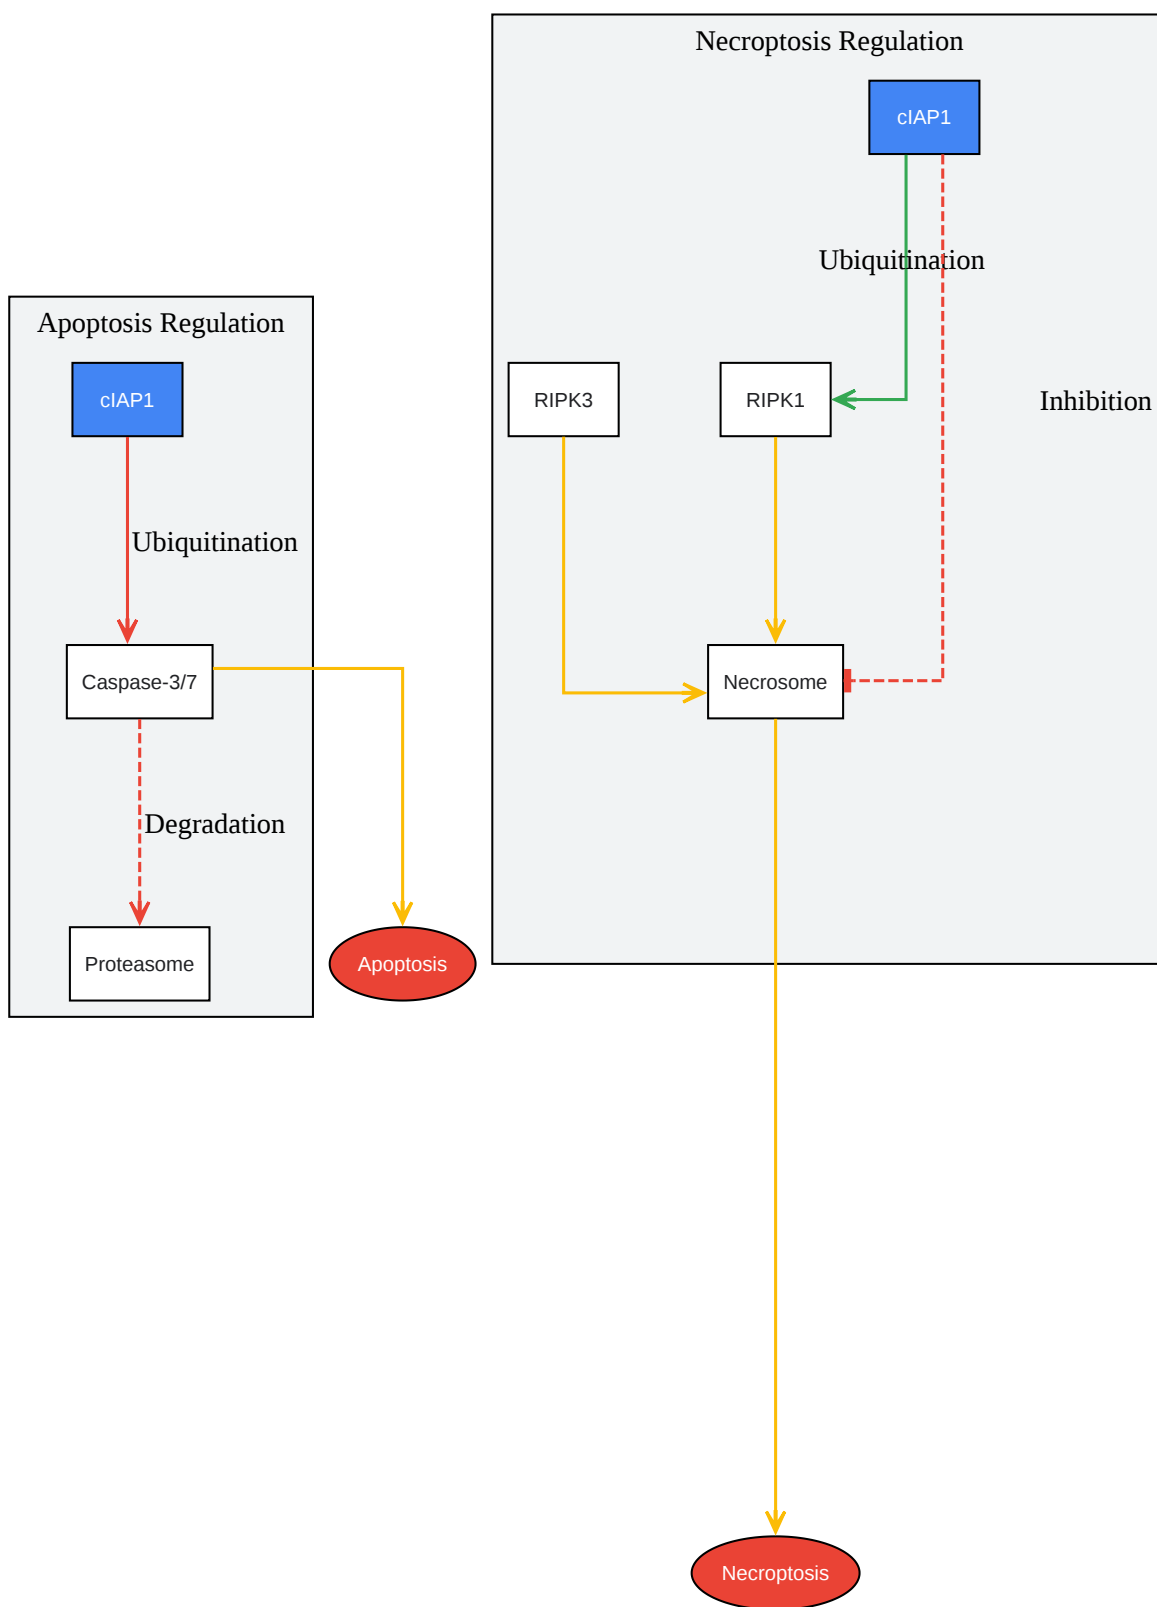 Necroptosis Regulation
cIAP1
Ubiquitination
Apoptosis Regulation
cIAP1
RIPK3
RIPK1
Inhibition
Ubiquitination
Caspase-3/7
Necrosome
Degradation
Proteasome
Apoptosis
Necroptosis